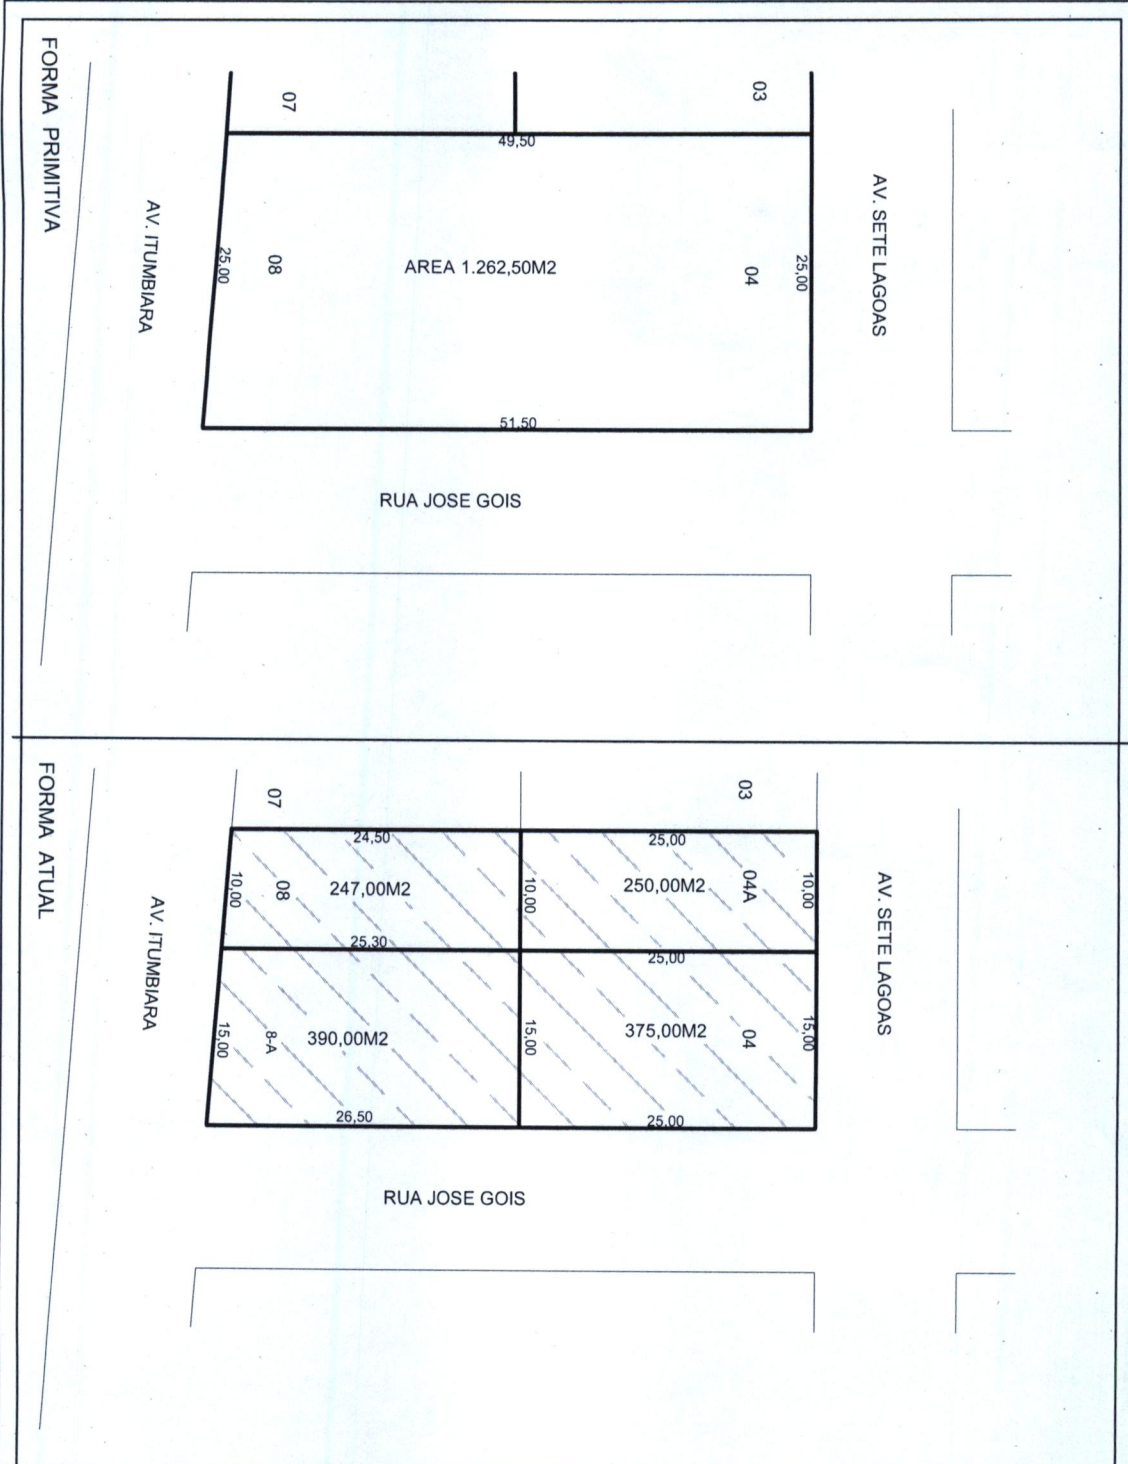 FORMA PRIMITIVA
07
03
49,50
AV. SETE LAGOAS
AV. ITUMBIARA
25,00
08
AREA 1.262,50M2
04
25,00
51,50
RUA JOSE GOIS
FORMA ATUAL
07
03
24,50
25,00
10,00
08
247,00M2
10,00
250,00M2
04A
10,00
AV. SETE LAGOAS
AV. ITUMBIARA
25,30
25,00
15,00
8-A
390,00M2
15,00
375,00M2
04
15,00
26,50
25,00
RUA JOSE GOIS